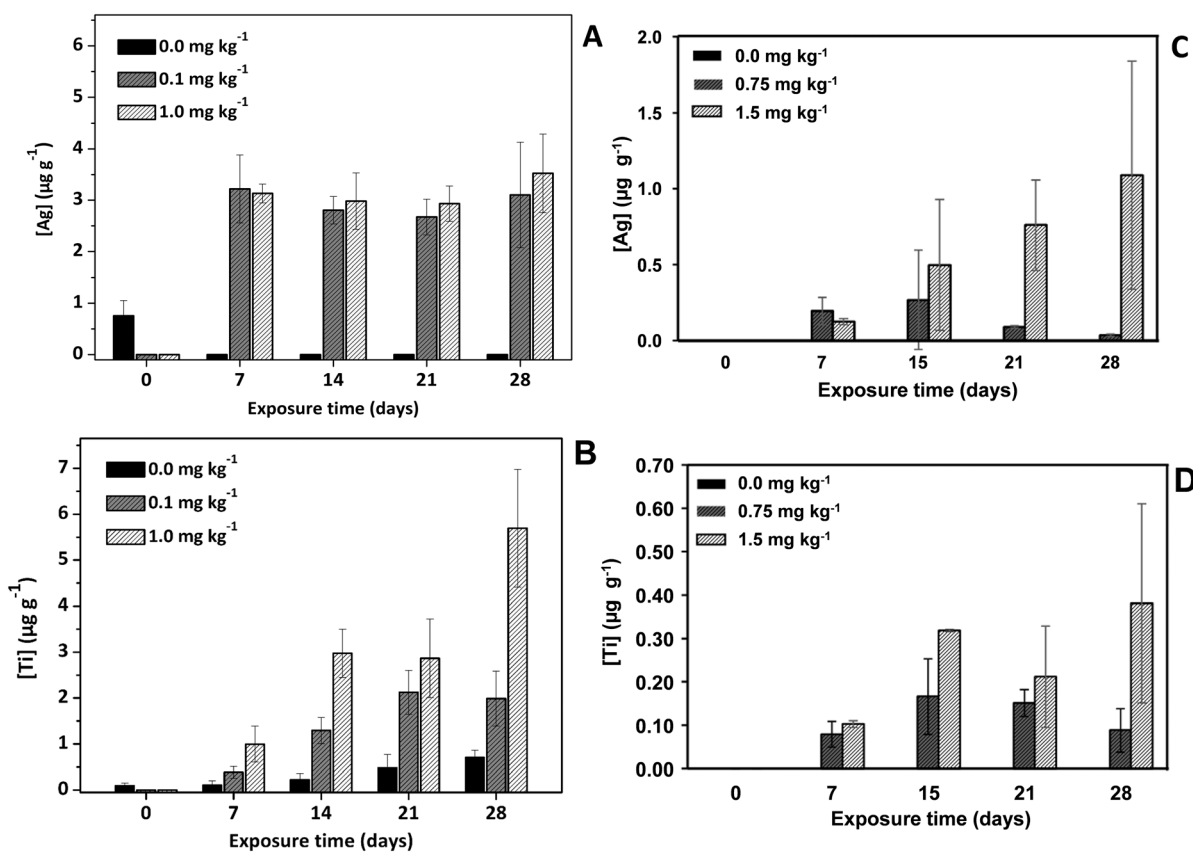 A
0.0 mg kg⁻¹
0.1 mg kg⁻¹
1.0 mg kg⁻¹
[Ag] (µg g⁻¹)
6
5
4
3
2
1
0
0 7 14 21 28
Exposure time (days)
C
0.0 mg kg⁻¹
0.75 mg kg⁻¹
1.5 mg kg⁻¹
[Ag] (µg g⁻¹)
2.0
1.5
1.0
0.5
0.0
0 7 15 21 28
Exposure time (days)
B
0.0 mg kg⁻¹
0.1 mg kg⁻¹
1.0 mg kg⁻¹
[Ti] (µg g⁻¹)
7
6
5
4
3
2
1
0
0 7 14 21 28
Exposure time (days)
D
0.0 mg kg⁻¹
0.75 mg kg⁻¹
1.5 mg kg⁻¹
[Ti] (µg g⁻¹)
0.70
0.60
0.50
0.40
0.30
0.20
0.10
0.00
0 7 15 21 28
Exposure time (days)